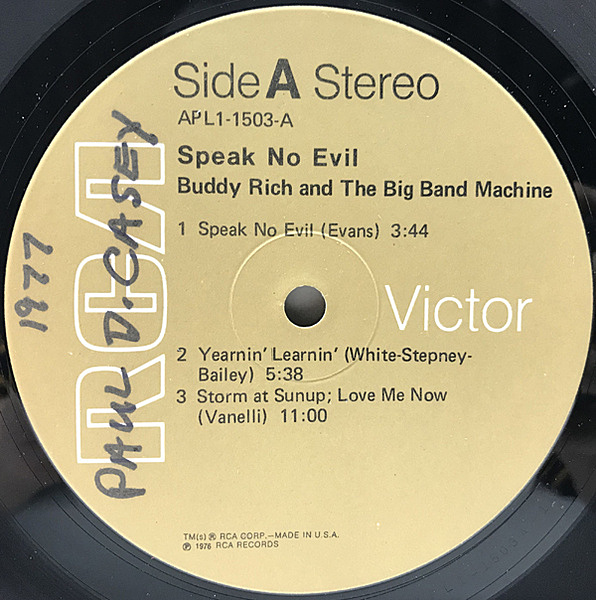 Side A Stereo
APL1-1503-A
Speak No Evil
Buddy Rich and The Big Band Machine
1 Speak No Evil (Evans) 3:44
RCA
Victor
1977
PAUL D. CASEY
2 Yearnin' Learnin' (White-Stepney-
Bailey) 5:38
3 Storm at Sunup; Love Me Now
(Vanelli) 11:00
TM(s) ® RCA CORP.—MADE IN U.S.A.
℗ 1976 RCA RECORDS